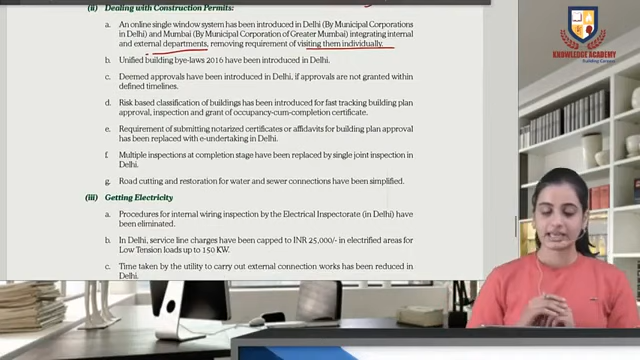 (ii) Dealing with Construction Permits:
a. An online single window system has been introduced in Delhi (By Municipal Corporations
in Delhi) and Mumbai (By Municipal Corporation of Greater Mumbai) integrating internal
and external departments, removing requirement of visiting them individually.
b. Unified building bye-laws 2016 have been introduced in Delhi.
c. Deemed approvals have been introduced in Delhi, if approvals are not granted within
defined timelines.
d. Risk based classification of buildings has been introduced for fast tracking building plan
approval, inspection and grant of occupancy-cum-completion certificate.
e. Requirement of submitting notarized certificates or affidavits for building plan approval
has been replaced with e-undertaking in Delhi.
f. Multiple inspections at completion stage have been replaced by single joint inspection in
Delhi.
g. Road cutting and restoration for water and sewer connections have been simplified.
(iii) Getting Electricity
a. Procedures for internal wiring inspection by the Electrical Inspectorate (in Delhi) have
been eliminated.
b. In Delhi, service line charges have been capped to INR 25,000/- in electrified areas for
Low Tension loads up to 150 KW.
c. Time taken by the utility to carry out external connection works has been reduced in
Delhi.
KNOWLEDGE ACADEMY
Building Careers